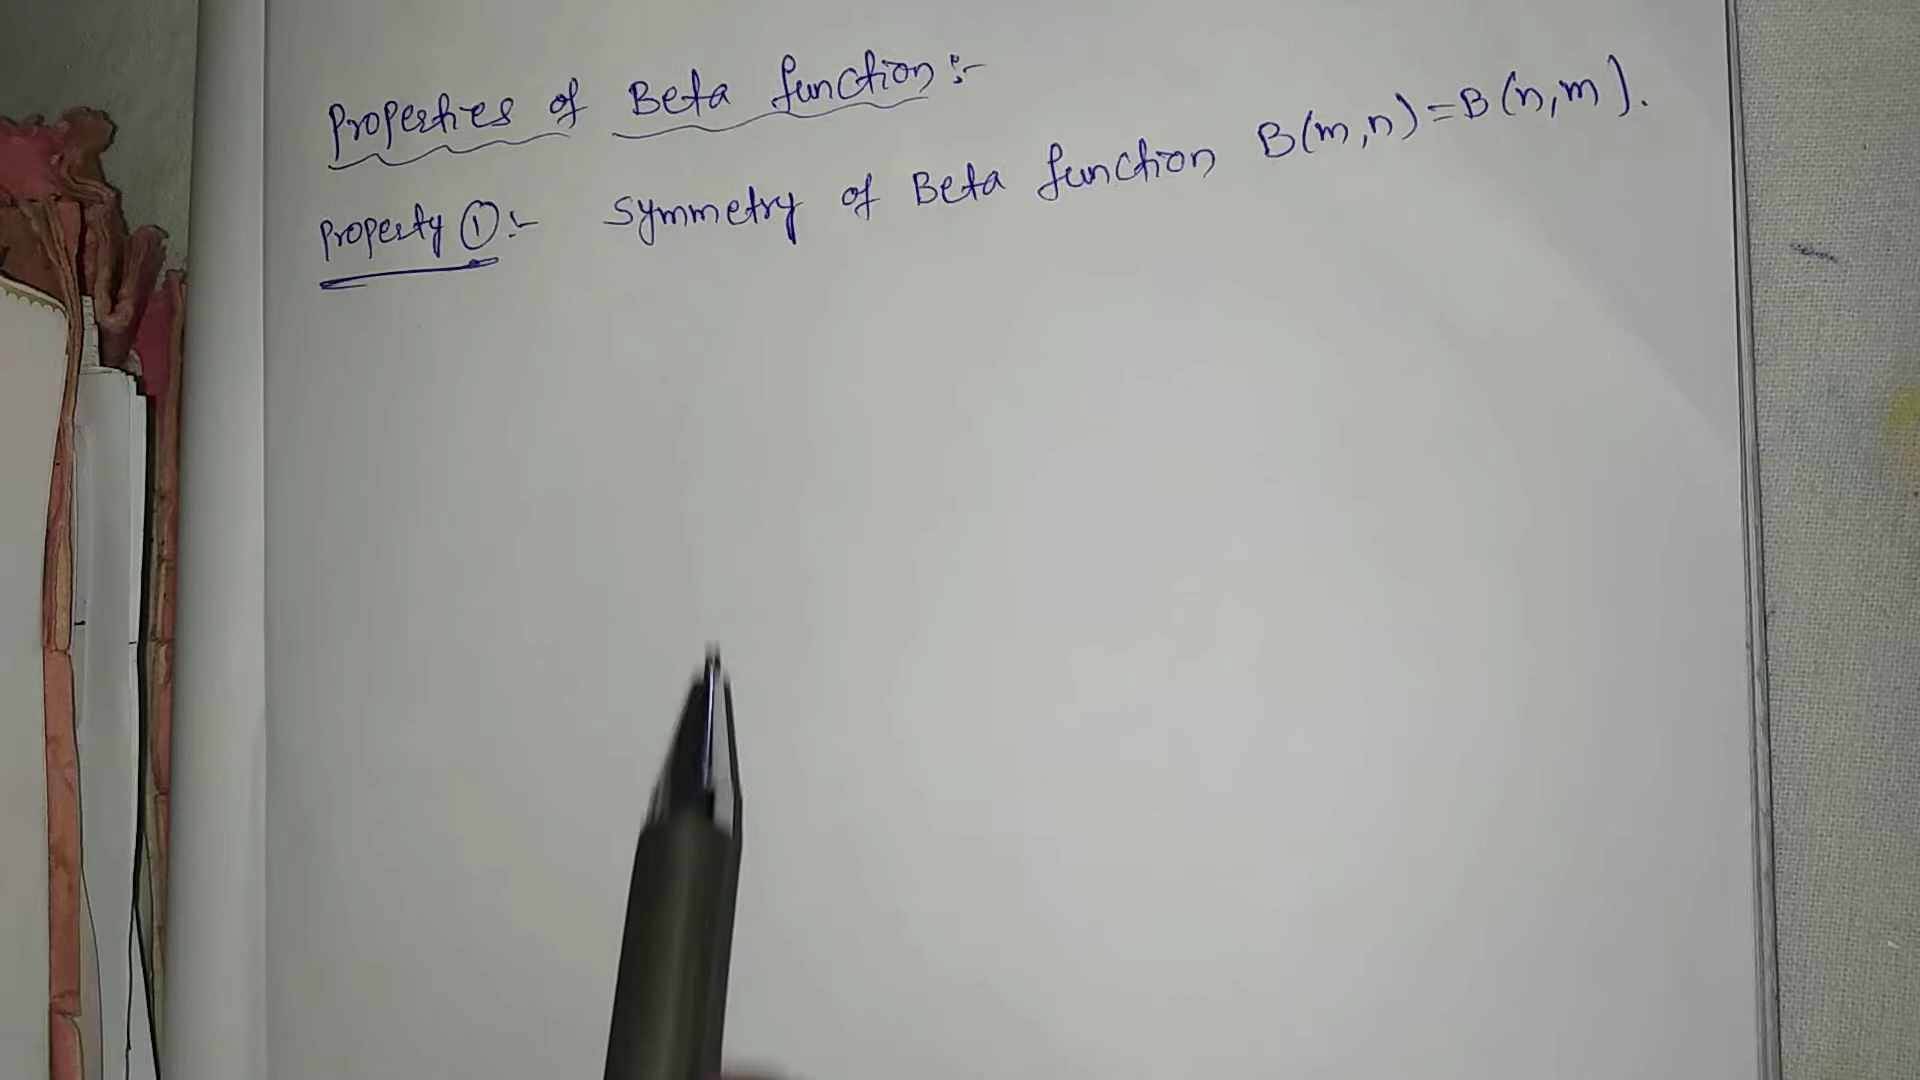 Properties of Beta function :-
Property ① :- Symmetry of Beta function B(m,n)=B(n,m).